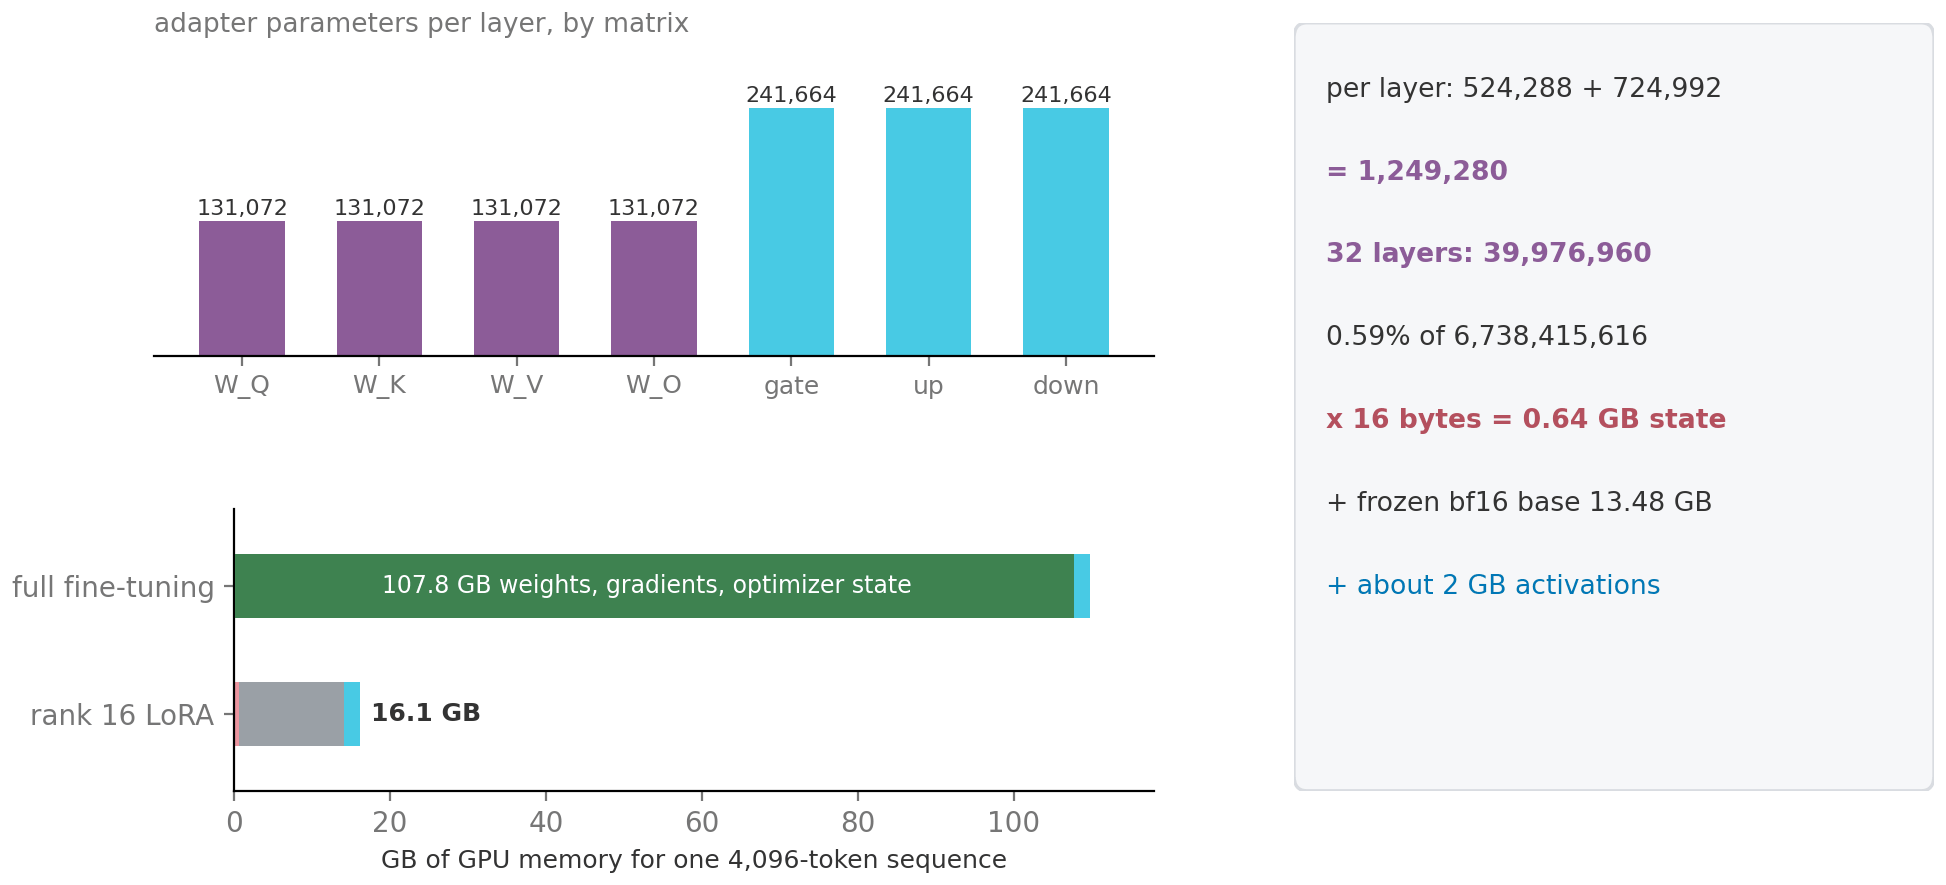 adapter parameters per layer, by matrix
241,664 241,664 241,664
131,072 131,072 131,072 131,072
W_Q W_K W_V W_O gate up down
full fine-tuning
107.8 GB weights, gradients, optimizer state
rank 16 LoRA
16.1 GB
0 20 40 60 80 100
GB of GPU memory for one 4,096-token sequence
per layer: 524,288 + 724,992
= 1,249,280
32 layers: 39,976,960
0.59% of 6,738,415,616
x 16 bytes = 0.64 GB state
+ frozen bf16 base 13.48 GB
+ about 2 GB activations